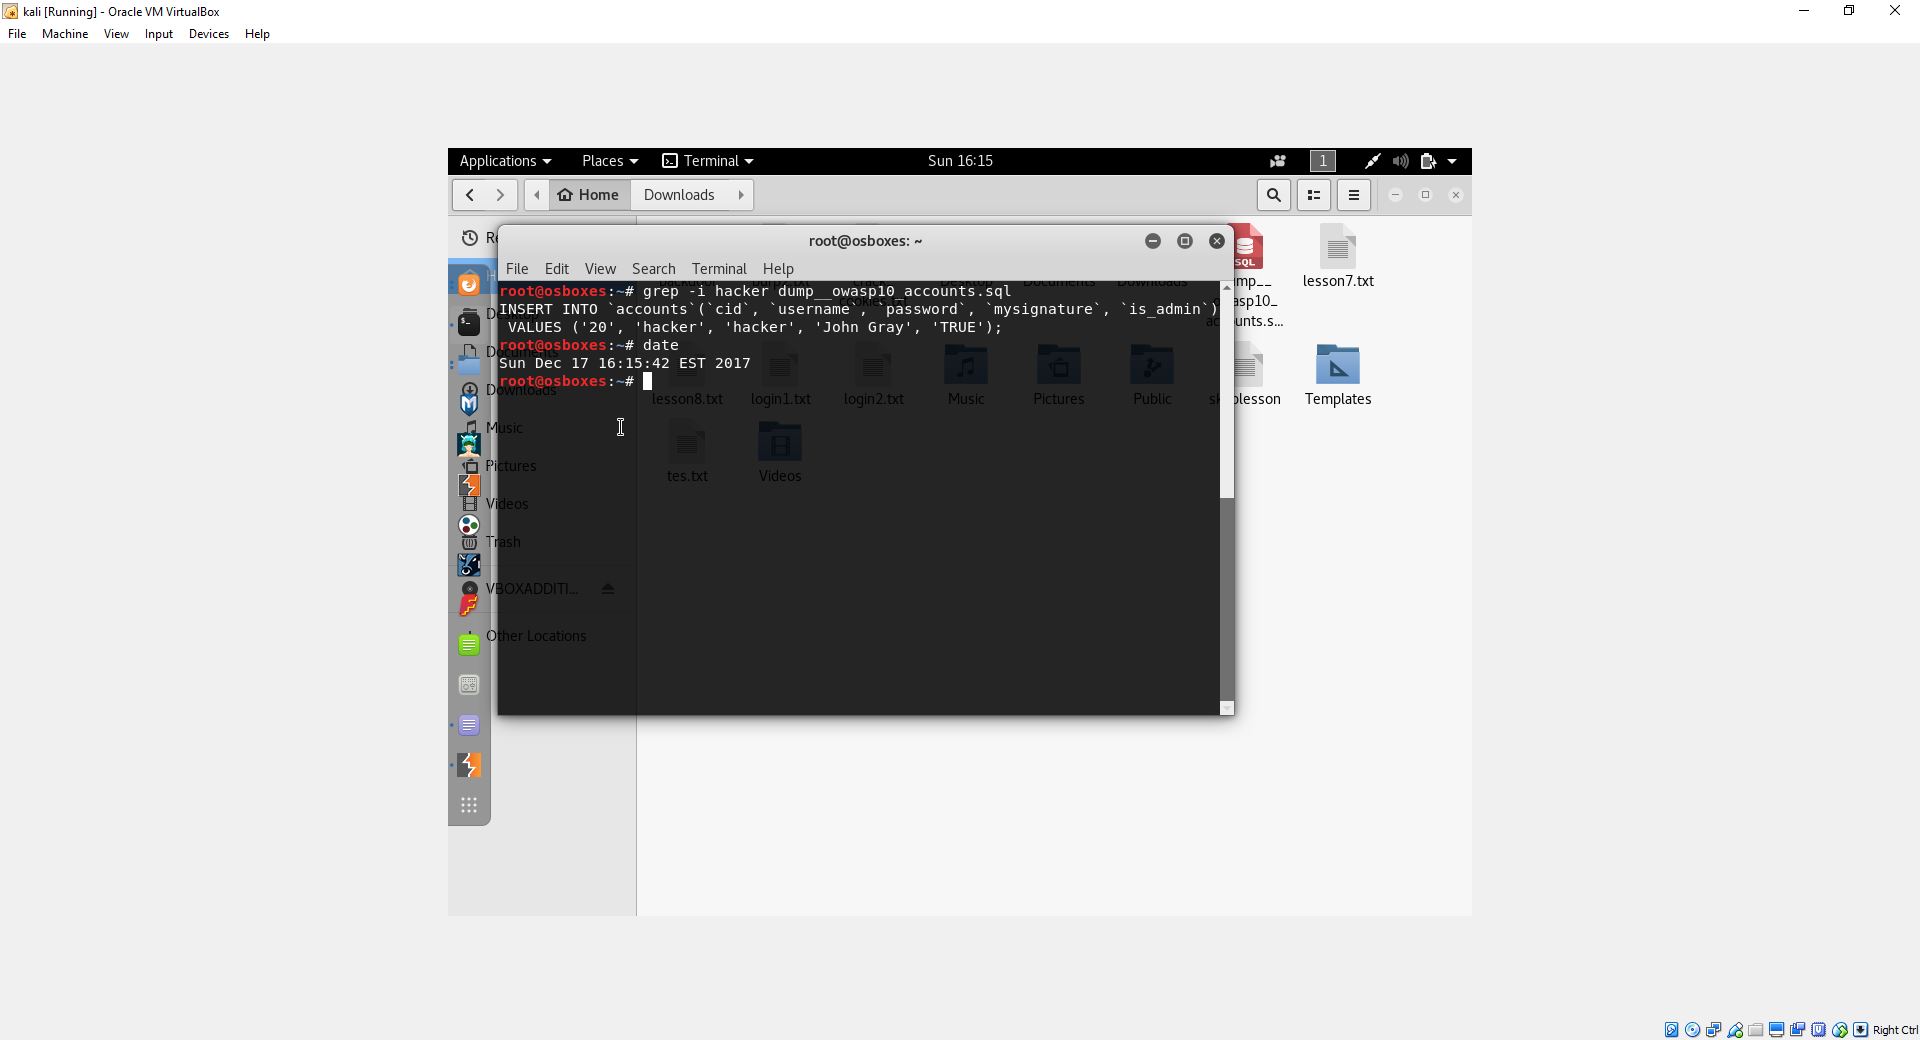 kali [Running] - Oracle VM VirtualBox
File Machine View Input Devices Help
Applications Places Terminal Sun 16:15 1
Home Downloads
root@osboxes: ~
File Edit View Search Terminal Help
root@osboxes:~# grep -i hacker dump__owasp10_accounts.sql
INSERT INTO `accounts`(`cid`, `username`, `password`, `mysignature`, `is_admin`)
VALUES ('20', 'hacker', 'hacker', 'John Gray', 'TRUE');
root@osboxes:~# date
Sun Dec 17 16:15:42 EST 2017
root@osboxes:~#
SQL
lesson7.txt
Documents
Downloads
Music
Pictures
Videos
Trash
VBOXADDITI...
Other Locations
lesson8.txt login1.txt login2.txt Music Pictures Public Templates
tes.txt Videos
Right Ctrl